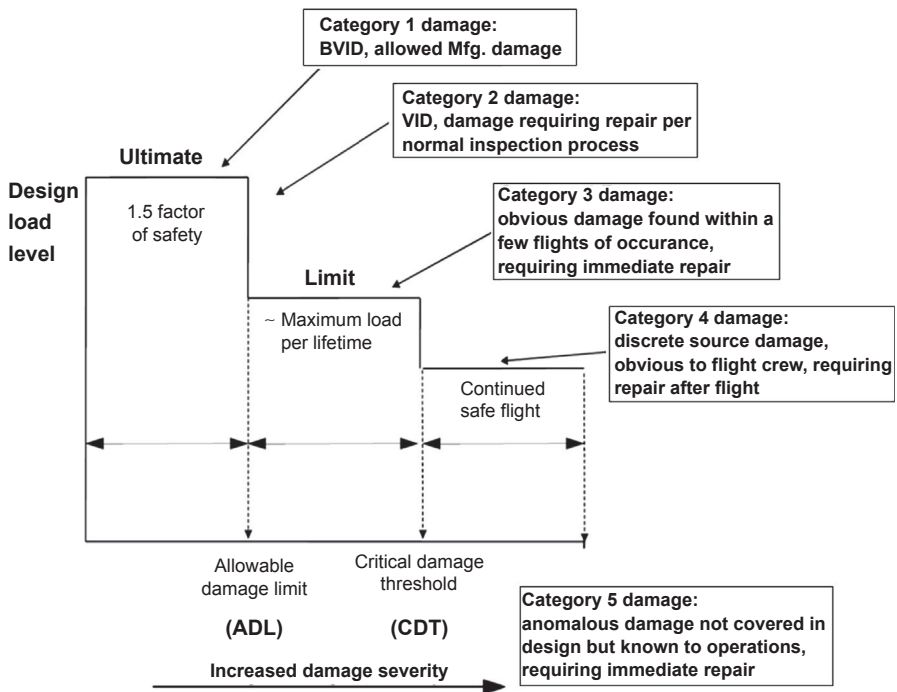 Category 1 damage:
BVID, allowed Mfg. damage
Category 2 damage:
VID, damage requiring repair per
normal inspection process
Ultimate
Design
load
level
1.5 factor
of safety
Category 3 damage:
obvious damage found within a
few flights of occurance,
requiring immediate repair
Limit
~ Maximum load
per lifetime
Category 4 damage:
discrete source damage,
obvious to flight crew, requiring
repair after flight
Continued
safe flight
Allowable
damage limit
(ADL)
Critical damage
threshold
(CDT)
Category 5 damage:
anomalous damage not covered in
design but known to operations,
requiring immediate repair
Increased damage severity